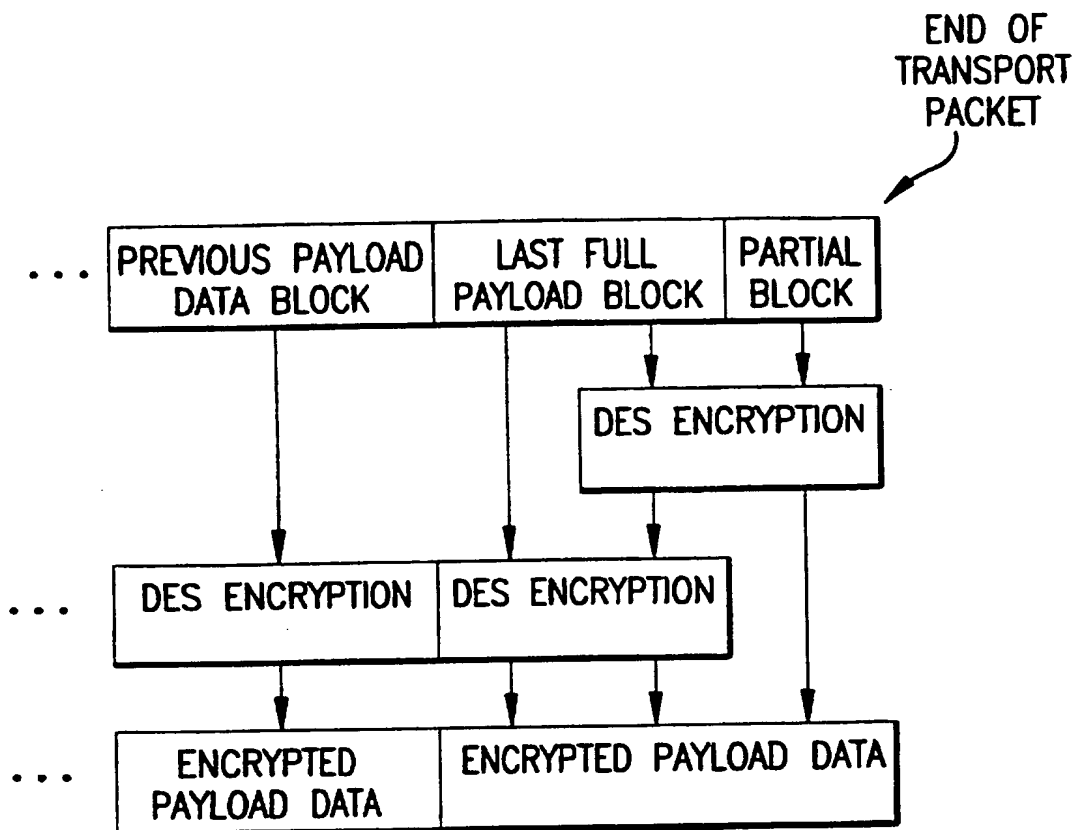 END OF
TRANSPORT
PACKET
... PREVIOUS PAYLOAD
DATA BLOCK
LAST FULL
PAYLOAD BLOCK
PARTIAL
BLOCK
DES ENCRYPTION
... DES ENCRYPTION
DES ENCRYPTION
... ENCRYPTED
PAYLOAD DATA
ENCRYPTED PAYLOAD DATA